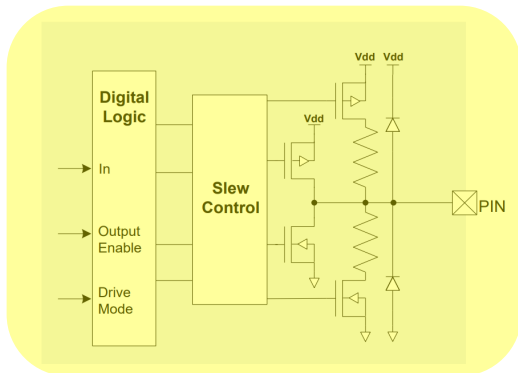 Vdd
Vdd
Digital
Logic
Vdd
In
Slew
Control
PIN
Output
Enable
Drive
Mode